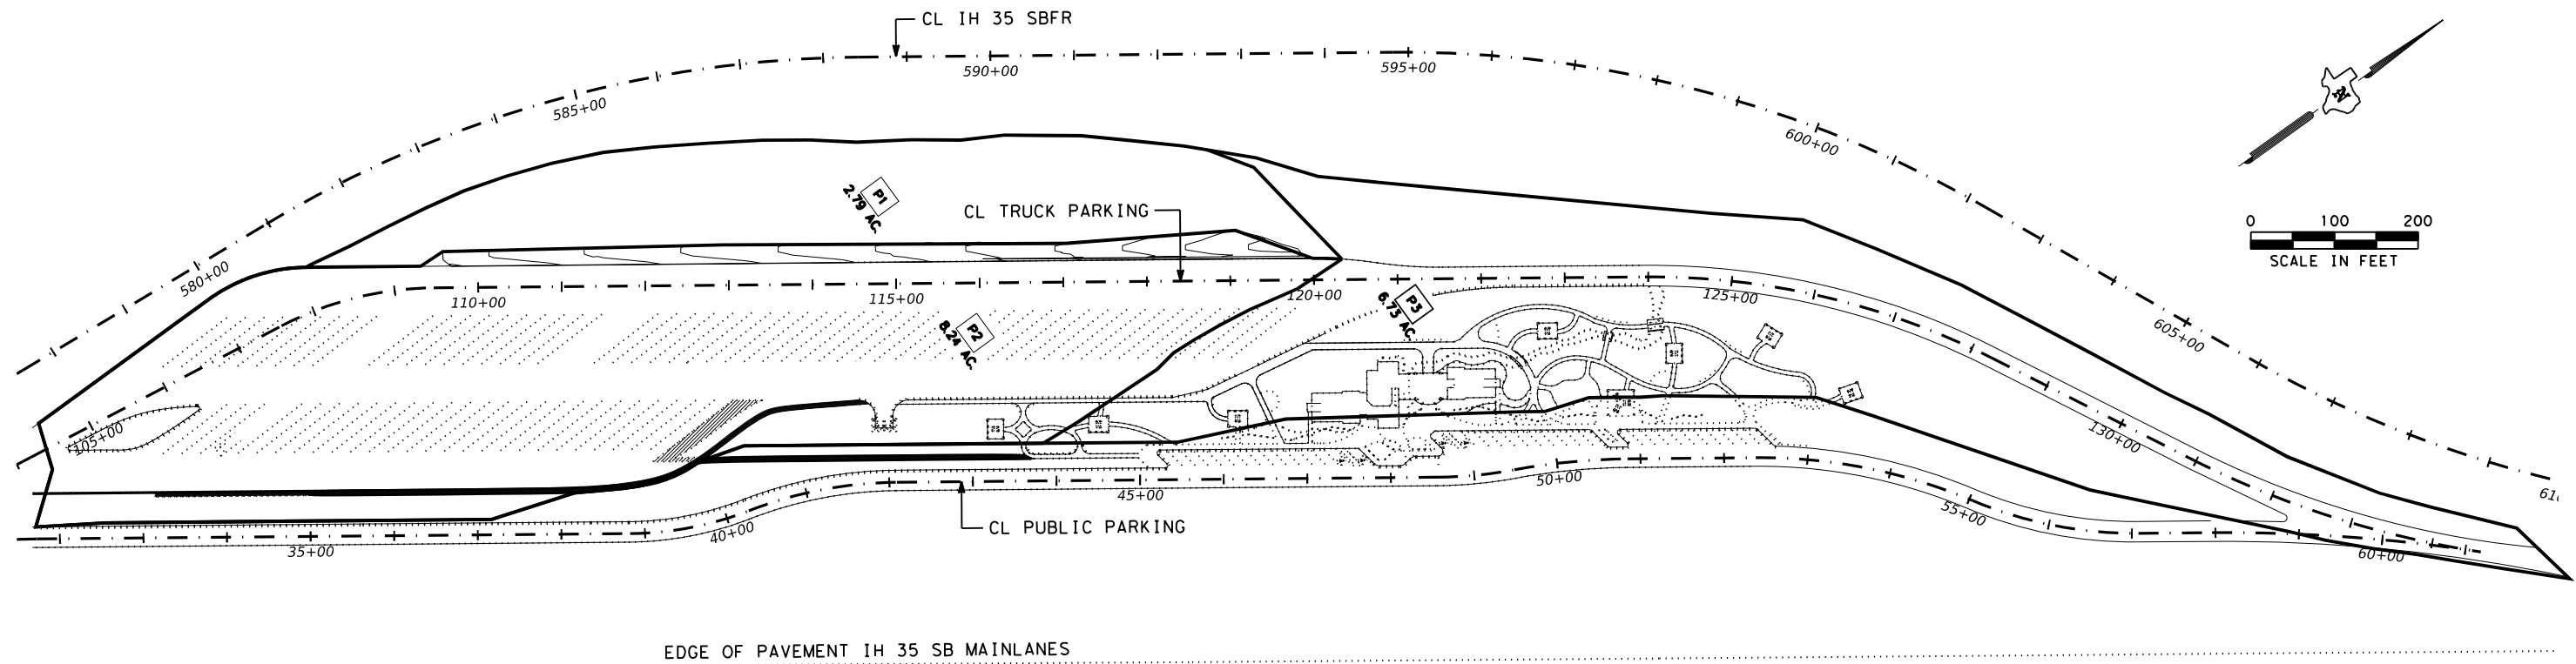 CL IH 35 SBFR
590+00
595+00
585+00
600+00
N
0 100 200
SCALE IN FEET
P1
2.79 AC.
CL TRUCK PARKING
580+00
110+00
115+00
120+00
125+00
P3
6.73 AC.
P2
8.24 AC.
605+00
105+00
130+00
610
35+00
40+00
45+00
50+00
55+00
60+00
CL PUBLIC PARKING
EDGE OF PAVEMENT IH 35 SB MAINLANES